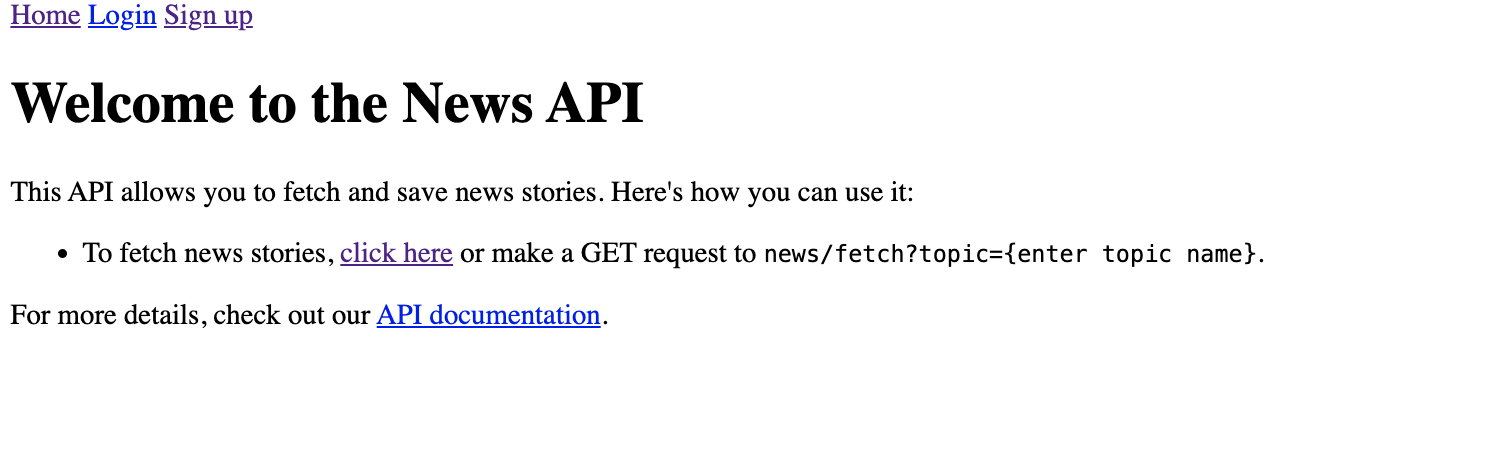 Home Login Sign up
Welcome to the News API
This API allows you to fetch and save news stories. Here's how you can use it:
• To fetch news stories, click here or make a GET request to news/fetch?topic={enter topic name}.
For more details, check out our API documentation.